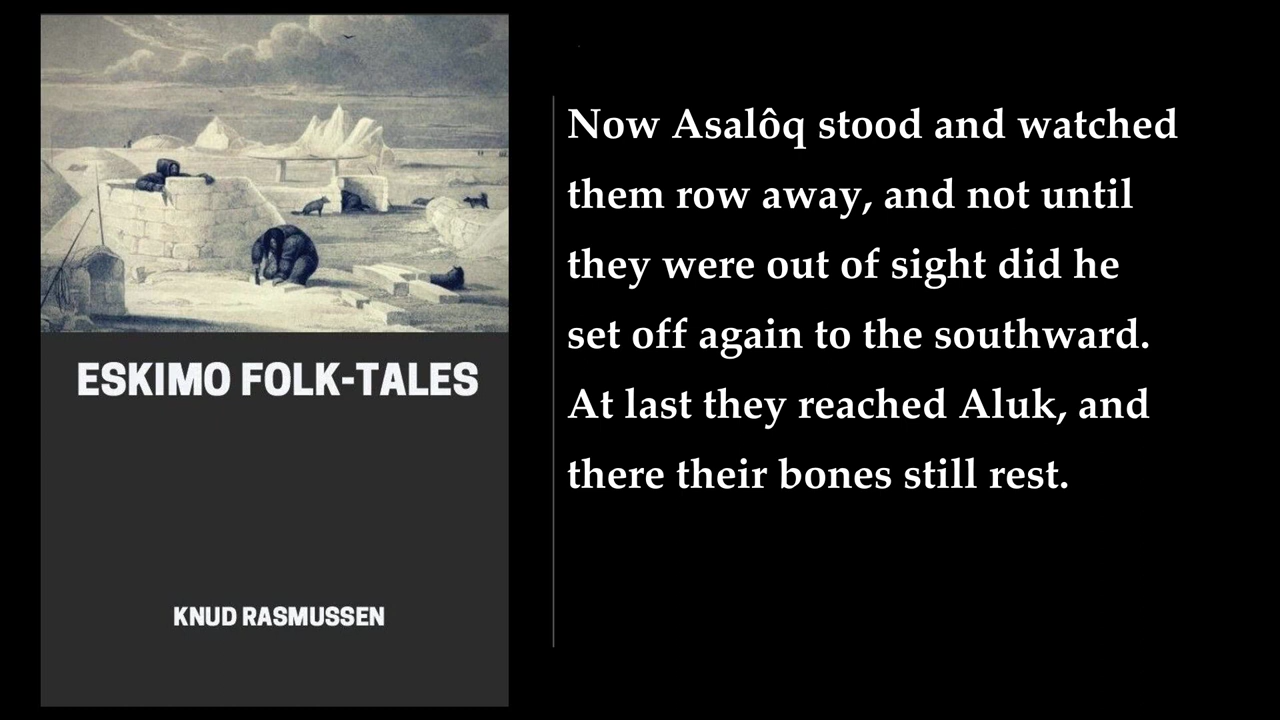 ESKIMO FOLK-TALES
KNUD RASMUSSEN
Now Asalôq stood and watched
them row away, and not until
they were out of sight did he
set off again to the southward.
At last they reached Aluk, and
there their bones still rest.